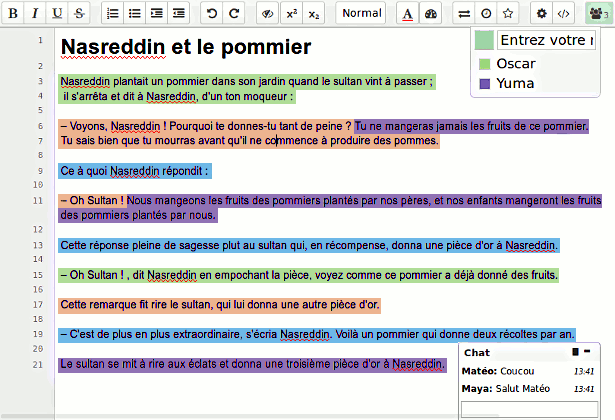 B I U S Normal A </> 3
Entrez votre r
Oscar
Yuma
1 Nasreddin et le pommier
2
3 Nasreddin plantait un pommier dans son jardin quand le sultan vint à passer ;
4 il s'arrêta et dit à Nasreddin, d'un ton moqueur :
5
6 – Voyons, Nasreddin ! Pourquoi te donnes-tu tant de peine ? Tu ne mangeras jamais les fruits de ce pommier.
7 Tu sais bien que tu mourras avant qu'il ne commence à produire des pommes.
8
9 Ce à quoi Nasreddin répondit :
10
11 – Oh Sultan ! Nous mangeons les fruits des pommiers plantés par nos pères, et nos enfants mangeront les fruits
des pommiers plantés par nous.
12
13 Cette réponse pleine de sagesse plut au sultan qui, en récompense, donna une pièce d'or à Nasreddin.
14
15 – Oh Sultan ! , dit Nasreddin en empochant la pièce, voyez comme ce pommier a déjà donné des fruits.
16
17 Cette remarque fit rire le sultan, qui lui donna une autre pièce d'or.
18
19 – C'est de plus en plus extraordinaire, s'écria Nasreddin. Voilà un pommier qui donne deux récoltes par an.
20
21 Le sultan se mit à rire aux éclats et donna une troisième pièce d'or à Nasreddin.
Chat
Matéo: Coucou 13:41
Maya: Salut Matéo 13:41